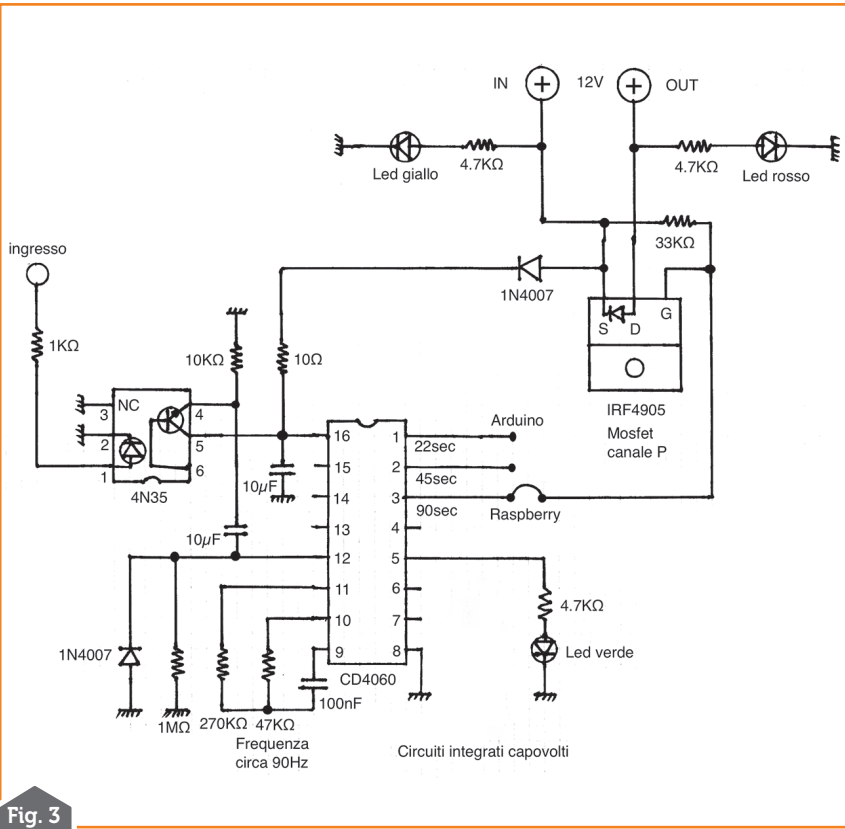 IN
12V
OUT
4.7KΩ
Led giallo
4.7KΩ
Led rosso
33KΩ
ingresso
1N4007
S
D
G
1KΩ
10KΩ
10Ω
IRF4905
Mosfet
canale P
3
NC
4
2
5
1
6
4N35
10µF
10µF
16
15
14
13
12
11
10
9
1
2
3
4
5
6
7
8
CD4060
Arduino
22sec
45sec
90sec
Raspberry
4.7KΩ
Led verde
1N4007
1MΩ
270KΩ
47KΩ
100nF
Frequenza
circa 90Hz
Circuiti integrati capovolti
Fig. 3